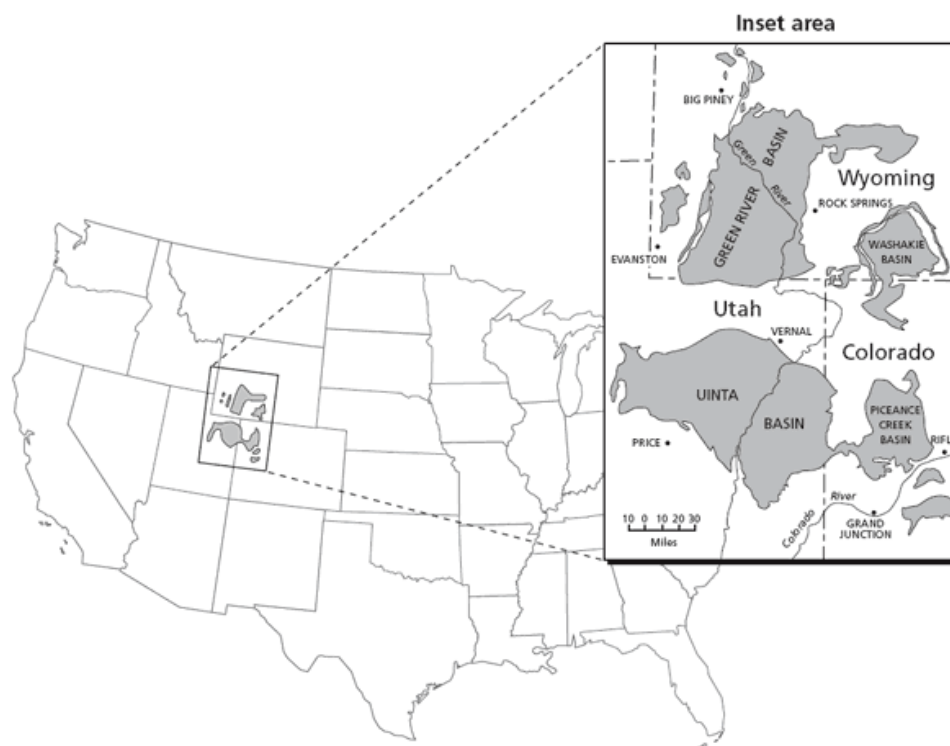 Inset area
BIG PINEY
Green
River
BASIN
GREEN RIVER
Wyoming
ROCK SPRINGS
EVANSTON
WASHAKIE
BASIN
Utah
VERNAL
Colorado
UINTA
BASIN
PICEANCE
CREEK
BASIN
PRICE
RIFL
River
Colorado
GRAND
JUNCTION
10 0 10 20 30
Miles